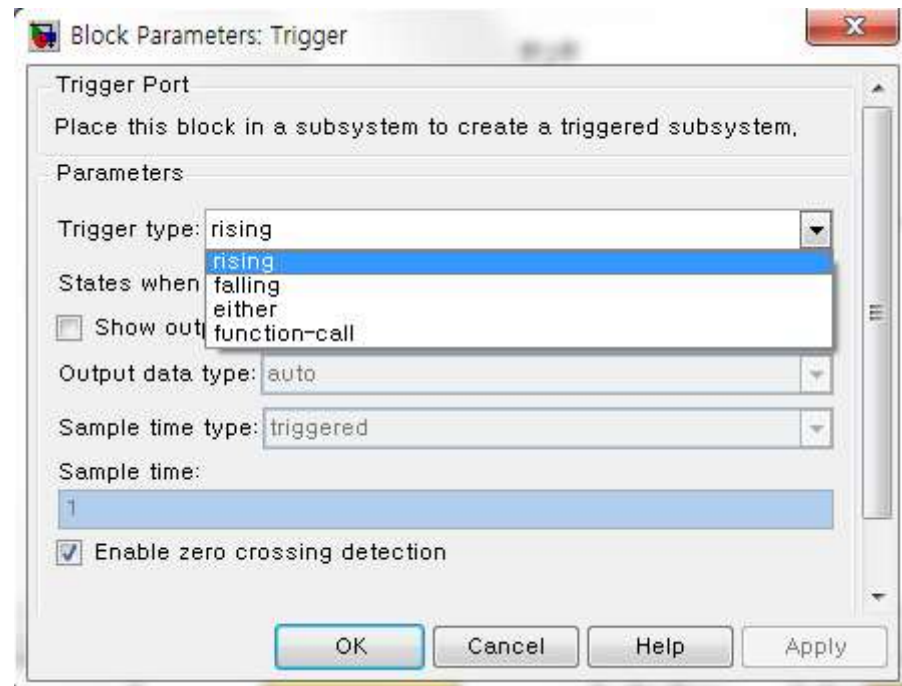 Block Parameters: Trigger
Trigger Port
Place this block in a subsystem to create a triggered subsystem,
Parameters
Trigger type: rising
rising
States when
falling
either
Show out
function-call
Output data type: auto
Sample time type: triggered
Sample time:
1
Enable zero crossing detection
OK Cancel Help Apply